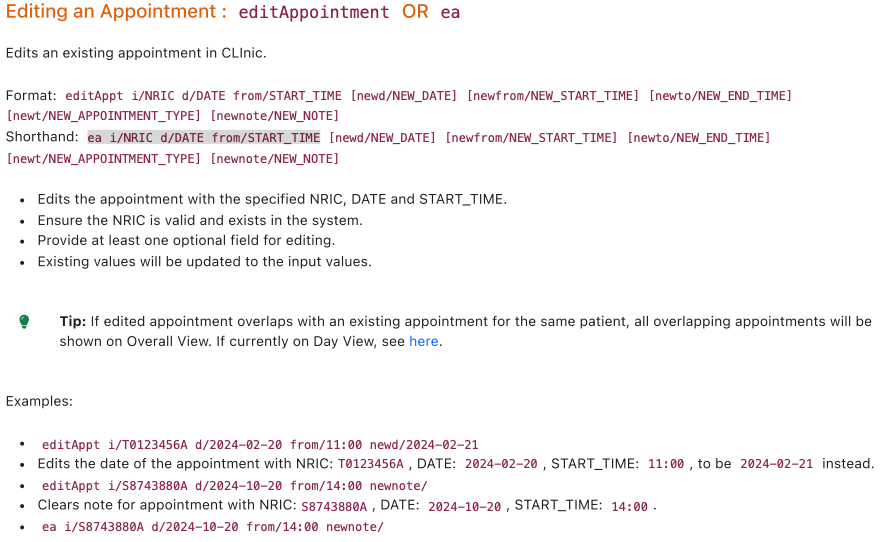 Editing an Appointment : editAppointment OR ea
Edits an existing appointment in CLInic.
Format: editAppt i/NRIC d/DATE from/START_TIME [newd/NEW_DATE] [newfrom/NEW_START_TIME] [newto/NEW_END_TIME]
[newt/NEW_APPOINTMENT_TYPE] [newnote/NEW_NOTE]
Shorthand: ea i/NRIC d/DATE from/START_TIME [newd/NEW_DATE] [newfrom/NEW_START_TIME] [newto/NEW_END_TIME]
[newt/NEW_APPOINTMENT_TYPE] [newnote/NEW_NOTE]
• Edits the appointment with the specified NRIC, DATE and START_TIME.
• Ensure the NRIC is valid and exists in the system.
• Provide at least one optional field for editing.
• Existing values will be updated to the input values.
Tip: If edited appointment overlaps with an existing appointment for the same patient, all overlapping appointments will be
shown on Overall View. If currently on Day View, see here.
Examples:
• editAppt i/T0123456A d/2024-02-20 from/11:00 newd/2024-02-21
• Edits the date of the appointment with NRIC: T0123456A , DATE: 2024-02-20 , START_TIME: 11:00 , to be 2024-02-21 instead.
• editAppt i/S8743880A d/2024-10-20 from/14:00 newnote/
• Clears note for appointment with NRIC: S8743880A , DATE: 2024-10-20 , START_TIME: 14:00 .
• ea i/S8743880A d/2024-10-20 from/14:00 newnote/